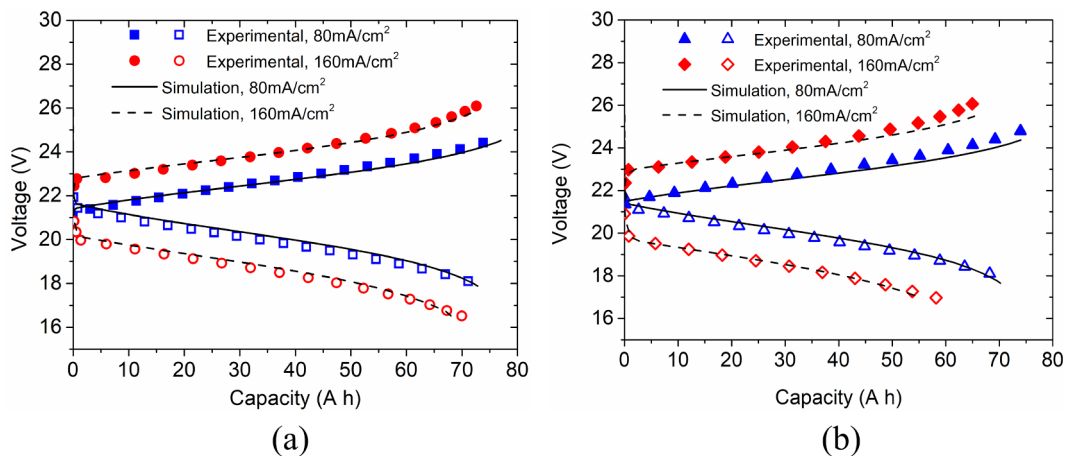 Experimental, 80mA/cm²
Experimental, 160mA/cm²
Simulation, 80mA/cm²
Simulation, 160mA/cm²
Voltage (V)
30
28
26
24
22
20
18
16
0 10 20 30 40 50 60 70 80
Capacity (A h)
(a)
Experimental, 80mA/cm²
Experimental, 160mA/cm²
Simulation, 80mA/cm²
Simulation, 160mA/cm²
Voltage (V)
30
28
26
24
22
20
18
16
0 10 20 30 40 50 60 70 80
Capacity (A h)
(b)